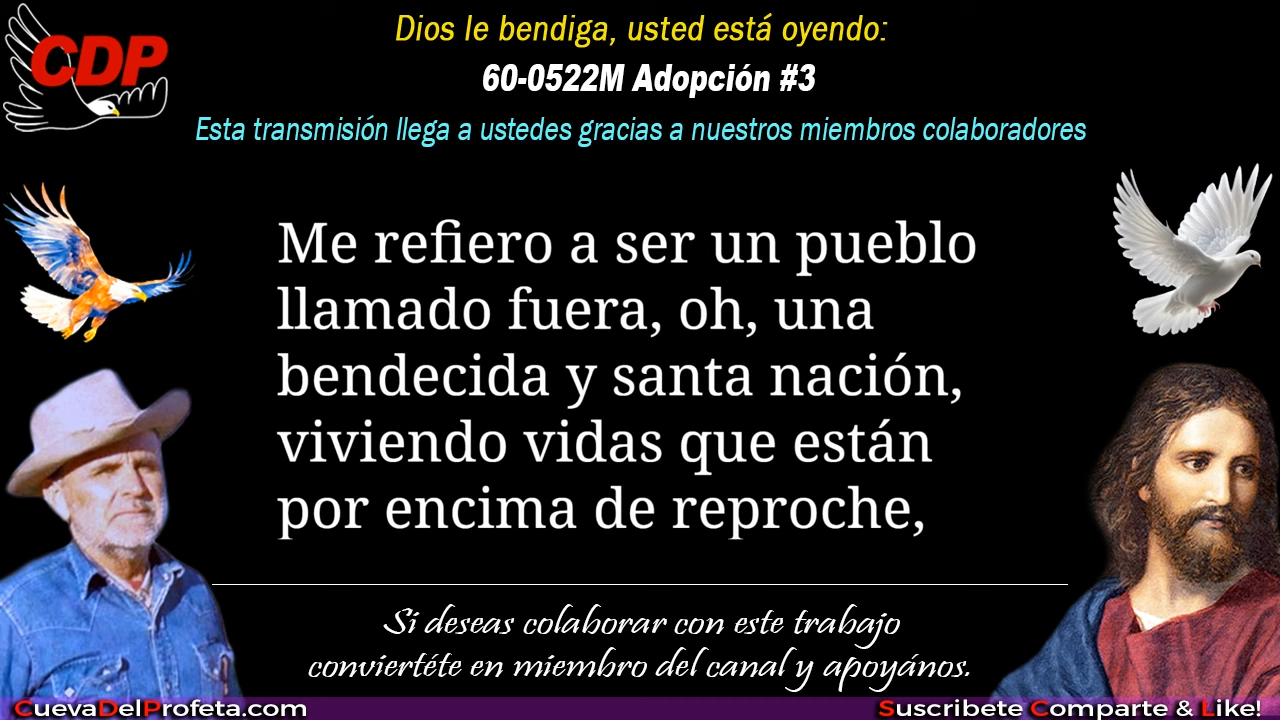 CDP
Dios le bendiga, usted está oyendo:
60-0522M Adopción #3
Esta transmisión llega a ustedes gracias a nuestros miembros colaboradores
Me refiero a ser un pueblo
llamado fuera, oh, una
bendecida y santa nación,
viviendo vidas que están
por encima de reproche,
Si deseas colaborar con este trabajo
conviertéte en miembro del canal y apoyános.
CuevaDelProfeta.com
Suscribete Comparte & Like!